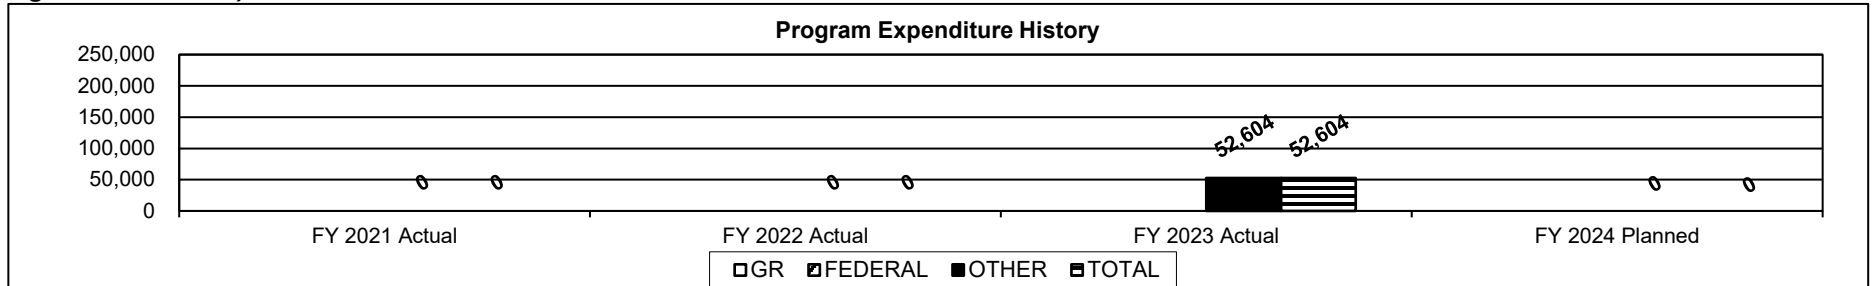 Program Expenditure History
250,000
200,000
150,000
100,000
50,000
0
0 0 0 0 52,604 52,604 0 0
FY 2021 Actual FY 2022 Actual FY 2023 Actual FY 2024 Planned
GR FEDERAL OTHER TOTAL